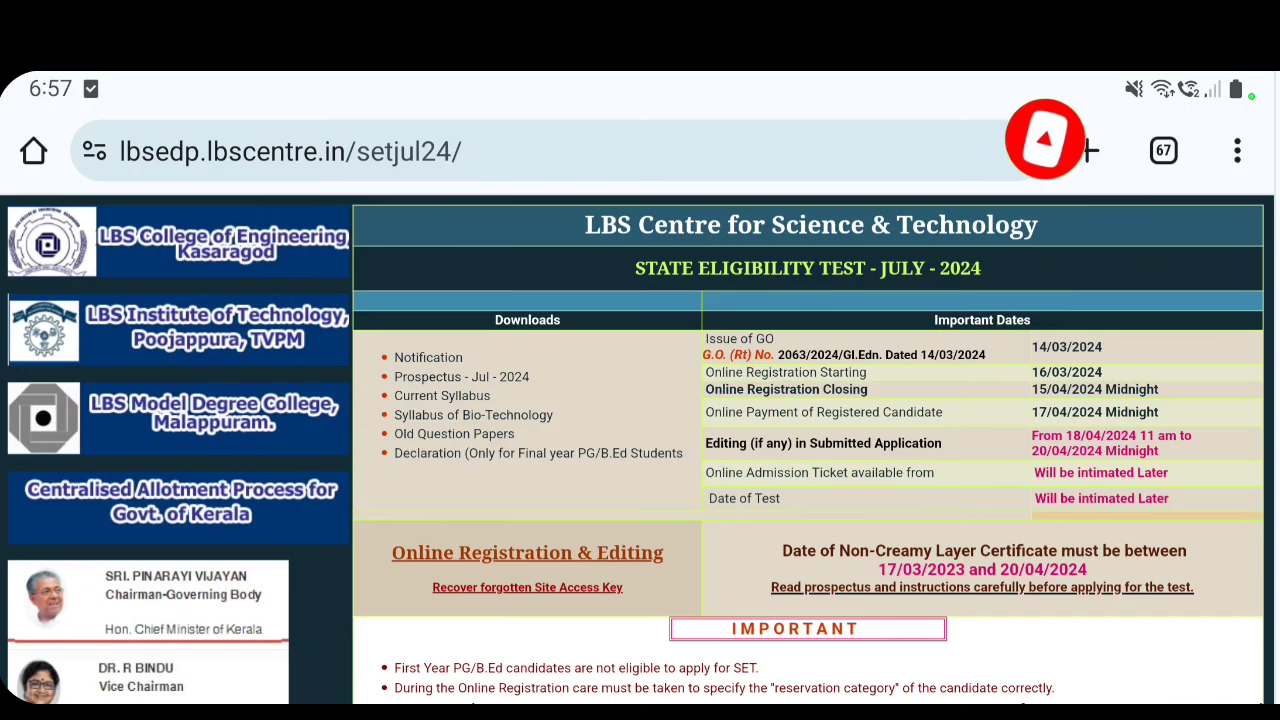 6:57
lbsedp.lbscentre.in/setjul24/
67
LBS College of Engineering
Kasaragod
LBS Institute of Technology,
Poojappura, TVPM
LBS Model Degree College,
Malappuram.
Centralised Allotment Process for
Govt. of Kerala
SRI. PINARAYI VIJAYAN
Chairman-Governing Body
Hon. Chief Minister of Kerala
DR. R BINDU
Vice Chairman
LBS Centre for Science & Technology
STATE ELIGIBILITY TEST - JULY - 2024
Downloads
Notification
Prospectus - Jul - 2024
Current Syllabus
Syllabus of Bio-Technology
Old Question Papers
Declaration (Only for Final year PG/B.Ed Students
Important Dates
Issue of GO
G.O. (Rt) No. 2063/2024/Gl.Edn. Dated 14/03/2024 14/03/2024
Online Registration Starting 16/03/2024
Online Registration Closing 15/04/2024 Midnight
Online Payment of Registered Candidate 17/04/2024 Midnight
Editing (if any) in Submitted Application From 18/04/2024 11 am to
20/04/2024 Midnight
Online Admission Ticket available from Will be intimated Later
Date of Test Will be intimated Later
Online Registration & Editing
Recover forgotten Site Access Key
Date of Non-Creamy Layer Certificate must be between
17/03/2023 and 20/04/2024
Read prospectus and instructions carefully before applying for the test.
IMPORTANT
First Year PG/B.Ed candidates are not eligible to apply for SET.
During the Online Registration care must be taken to specify the "reservation category" of the candidate correctly.